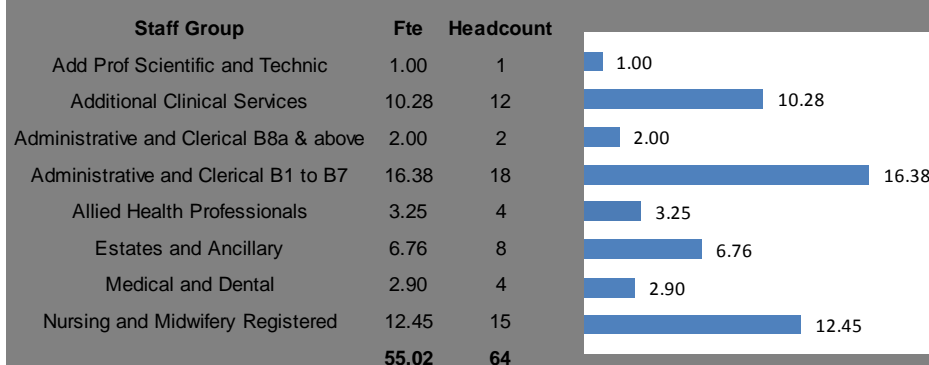 Staff Group Fte Headcount
Add Prof Scientific and Technic 1.00 1 1.00
Additional Clinical Services 10.28 12 10.28
Administrative and Clerical B8a & above 2.00 2 2.00
Administrative and Clerical B1 to B7 16.38 18 16.38
Allied Health Professionals 3.25 4 3.25
Estates and Ancillary 6.76 8 6.76
Medical and Dental 2.90 4 2.90
Nursing and Midwifery Registered 12.45 15 12.45
55.02 64